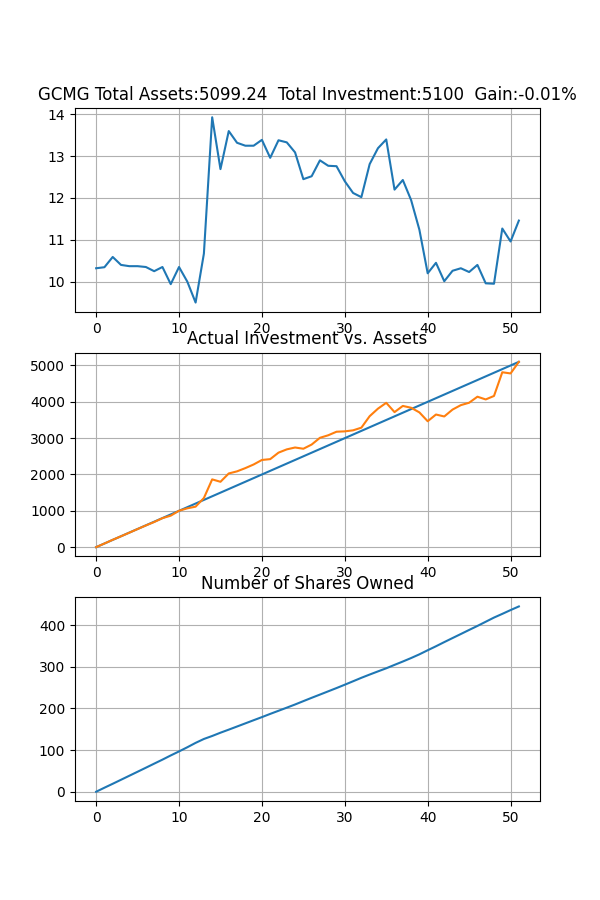 GCMG Total Assets:5099.24  Total Investment:5100  Gain:-0.01%
14
13
12
11
10
0 10 20 30 40 50
Actual Investment vs. Assets
5000
4000
3000
2000
1000
0
0 10 20 30 40 50
Number of Shares Owned
400
300
200
100
0
0 10 20 30 40 50